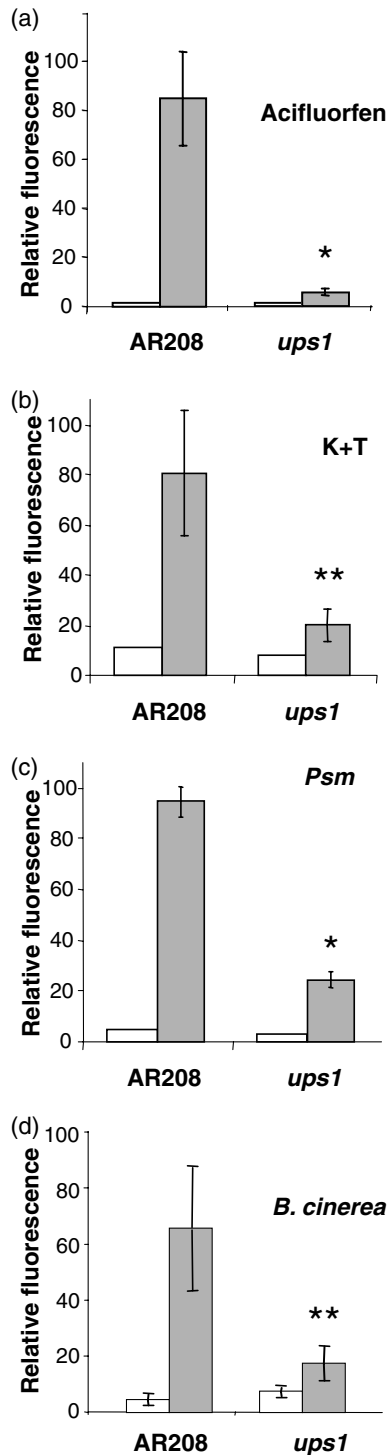 (a)
100
80
60
40
20
0
Relative fluorescence
Acifluorfen
*
AR208 ups1
(b)
100
80
60
40
20
0
Relative fluorescence
K+T
**
AR208 ups1
(c)
100
80
60
40
20
0
Relative fluorescence
Psm
*
AR208 ups1
(d)
100
80
60
40
20
0
Relative fluorescence
B. cinerea
**
AR208 ups1